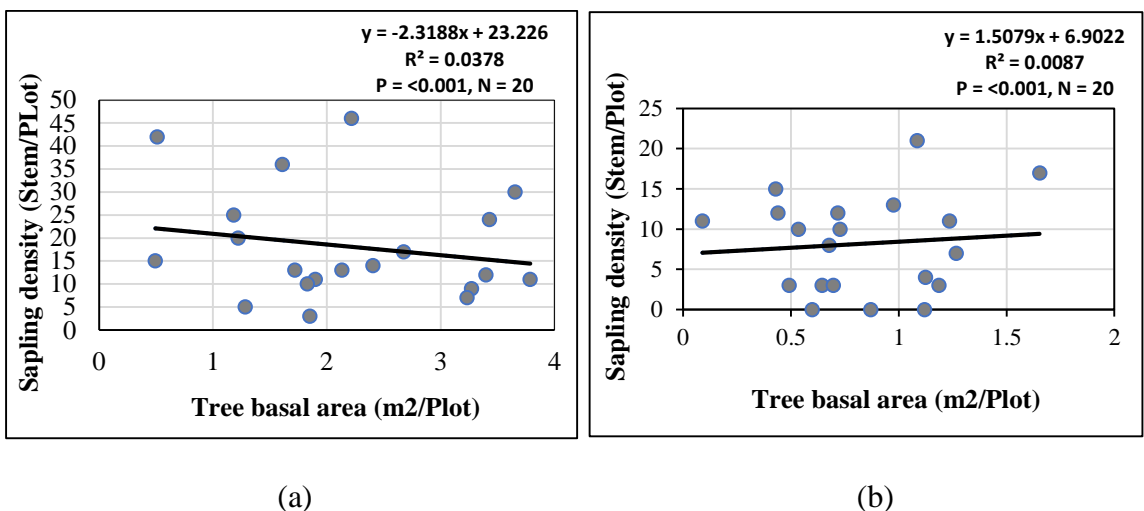 y = -2.3188x + 23.226
R² = 0.0378
P = <0.001, N = 20
Sapling density (Stem/PLot)
50
45
40
35
30
25
20
15
10
5
0
0 1 2 3 4
Tree basal area (m2/Plot)
(a)
y = 1.5079x + 6.9022
R² = 0.0087
P = <0.001, N = 20
Sapling density (Stem/Plot)
25
20
15
10
5
0
0 0.5 1 1.5 2
Tree basal area (m2/Plot)
(b)